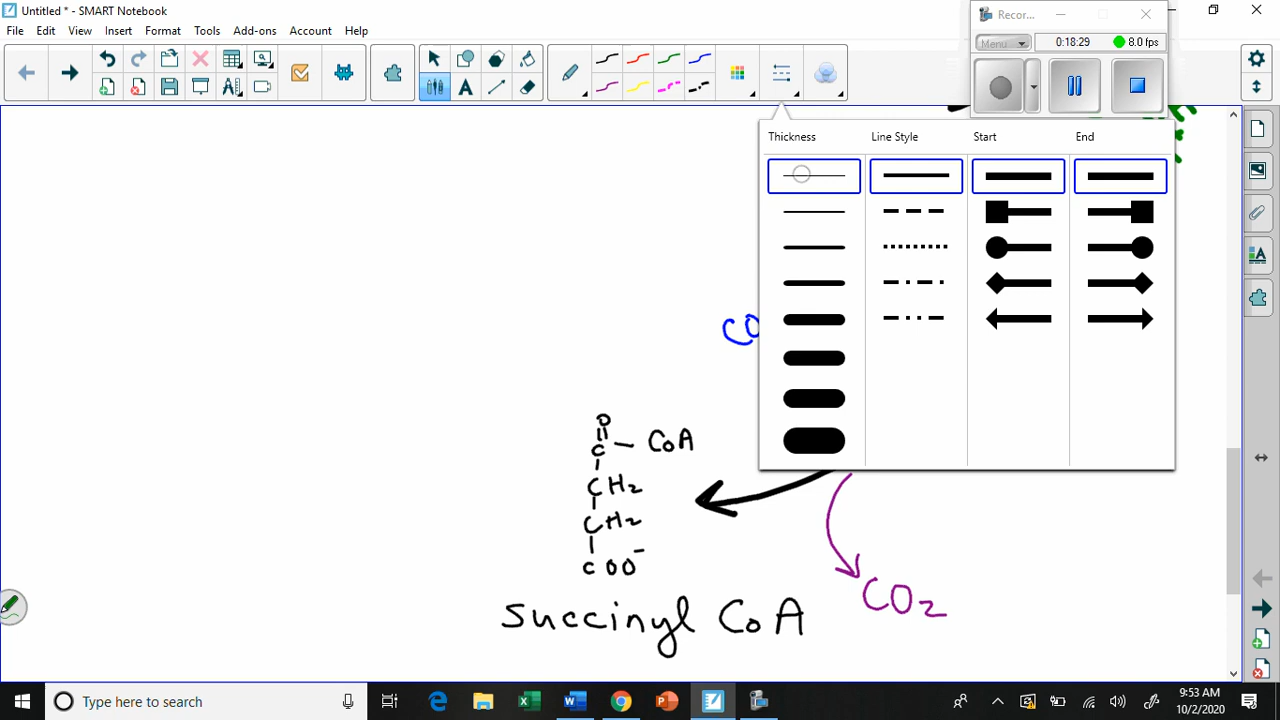 Untitled * - SMART Notebook
Recor...
File Edit View Insert Format Tools Add-ons Account Help
Menu 0:18:29 8.0 fps
Thickness Line Style Start End
CO
O
C - CoA
CH2
CH2
COO-
Succinyl CoA
CO2
Type here to search
9:53 AM
10/2/2020